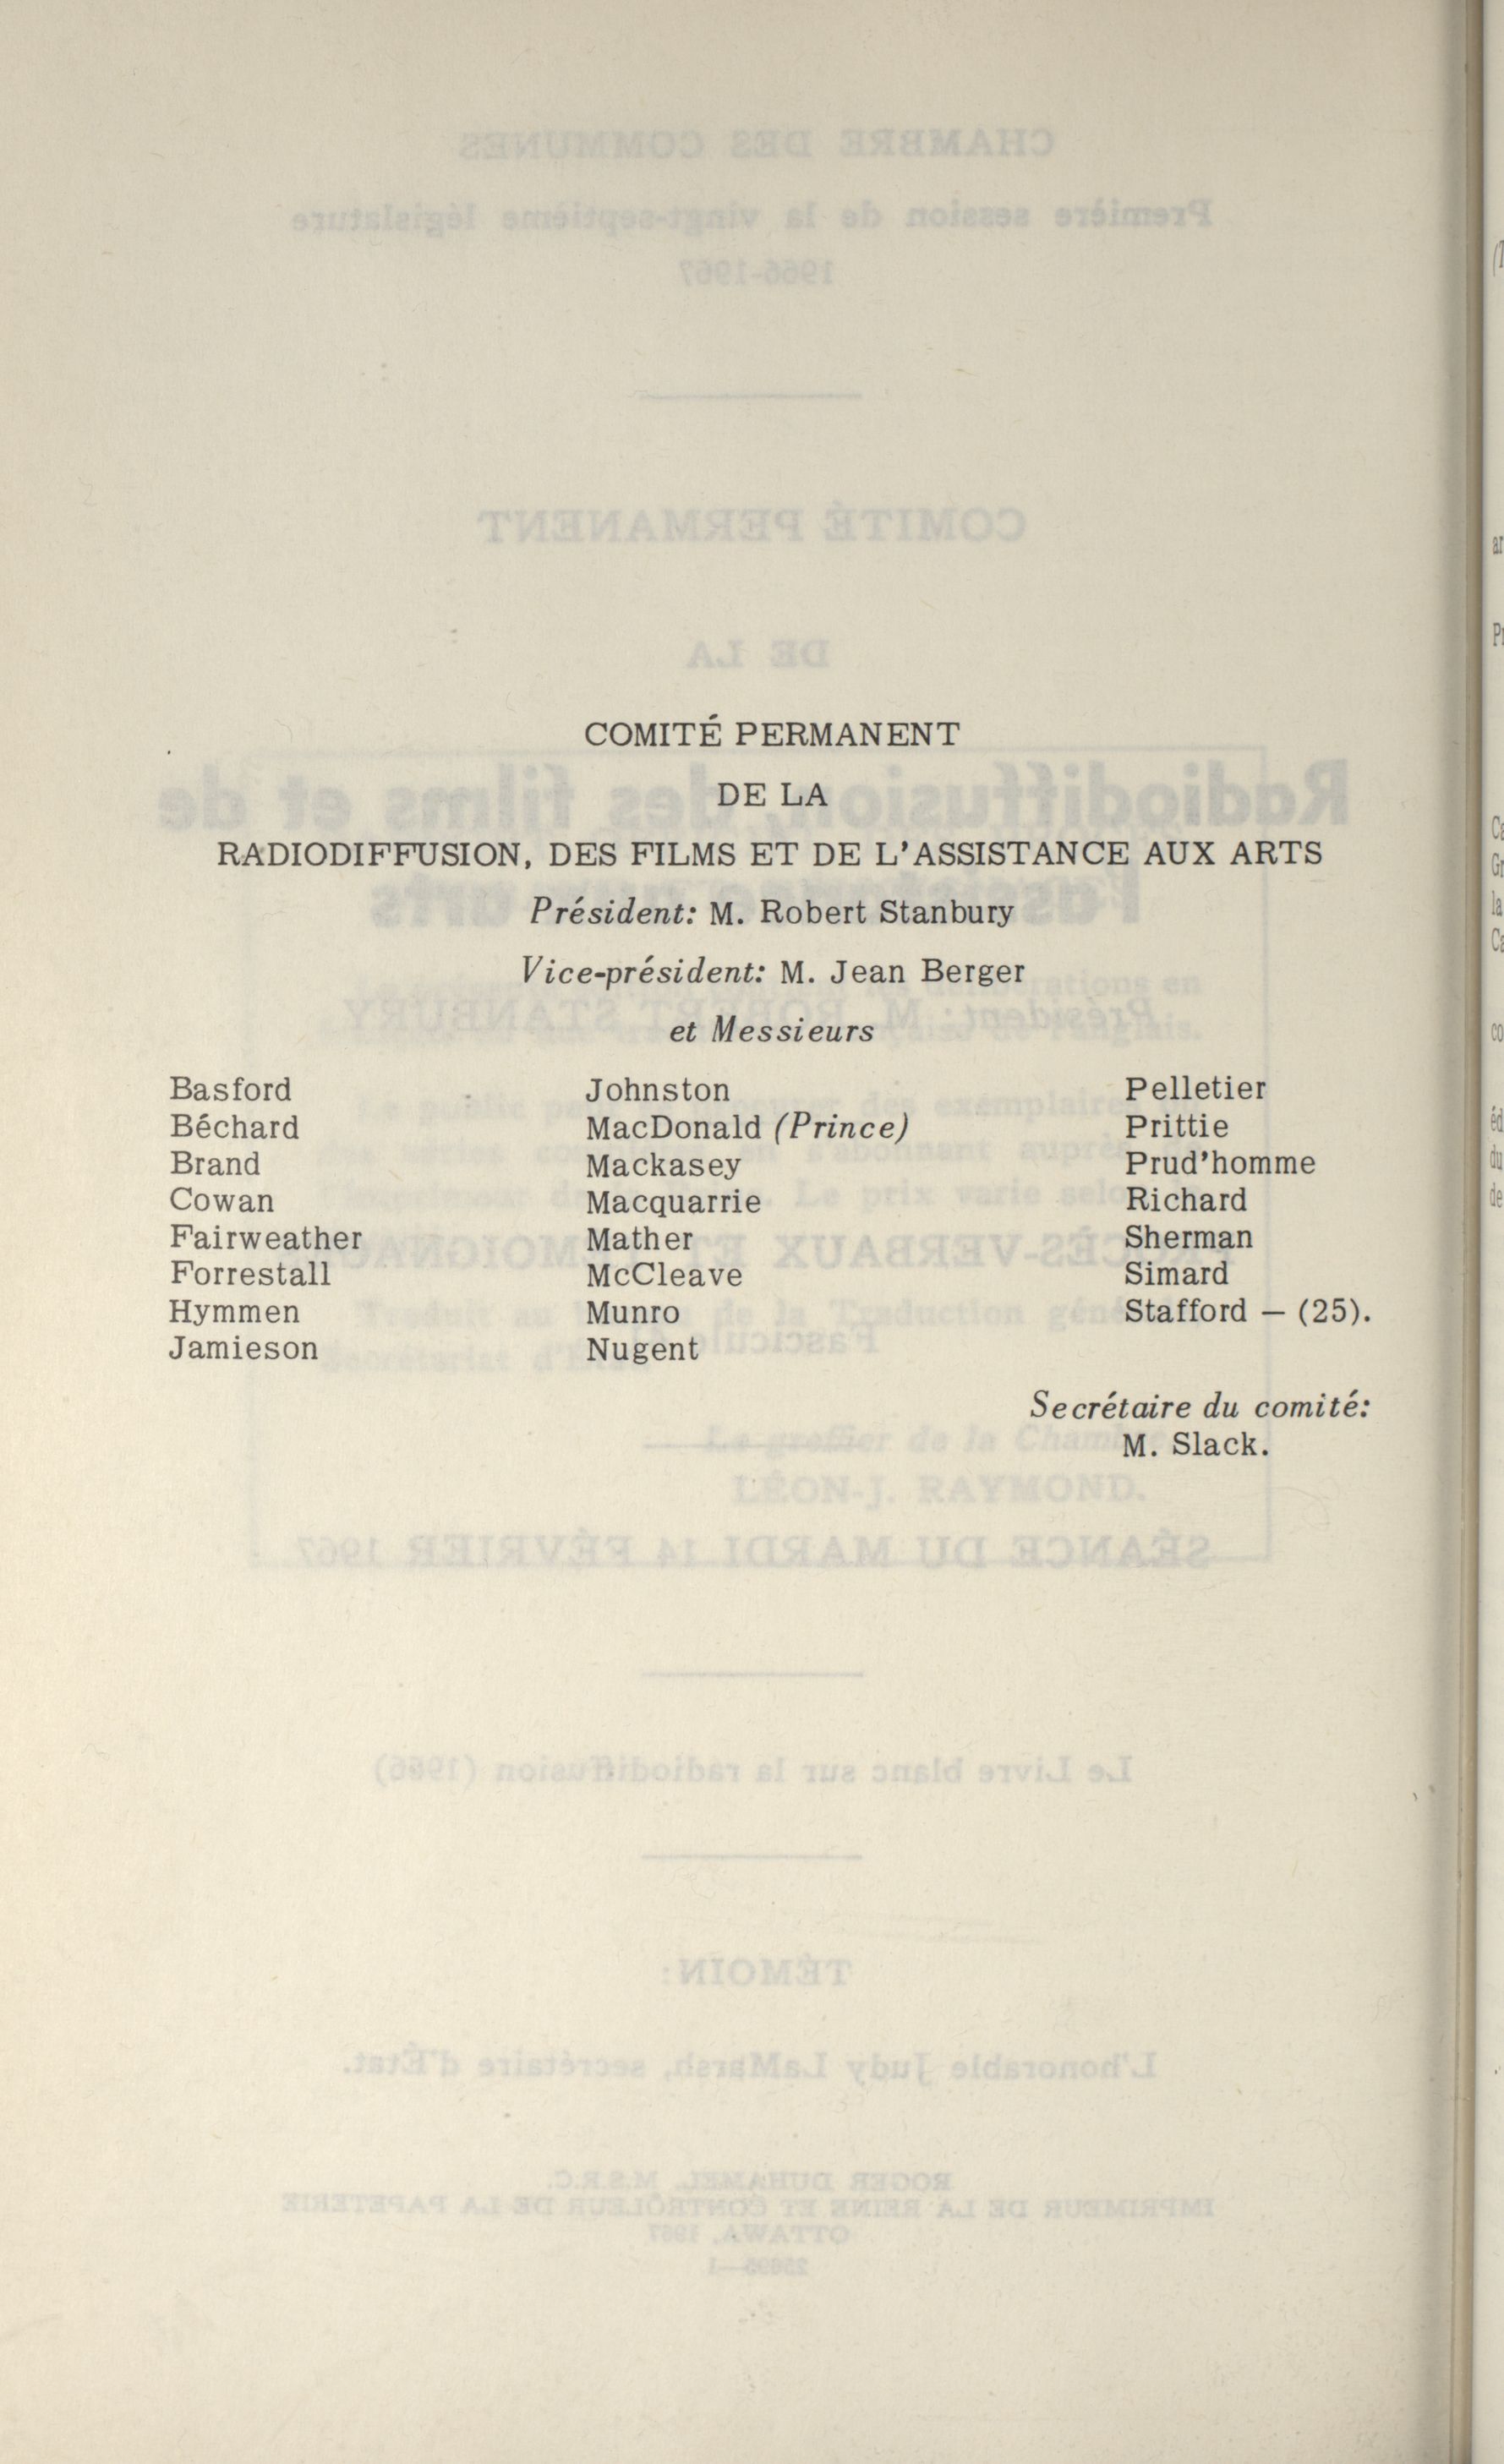 COMITÉ PERMANENT
DE LA
RADIODIFFUSION, DES FILMS ET DE L'ASSISTANCE AUX ARTS
Président: M. Robert Stanbury
Vice-président: M. Jean Berger
et Messieurs
Basford
Béchard
Brand
Cowan
Fairweather
Forrestall
Hymmen
Jamieson
Johnston
MacDonald (Prince)
Mackasey
Macquarrie
Mather
McCleave
Munro
Nugent
Pelletier
Prittie
Prud'homme
Richard
Sherman
Simard
Stafford — (25).
Secrétaire du comité:
M. Slack.